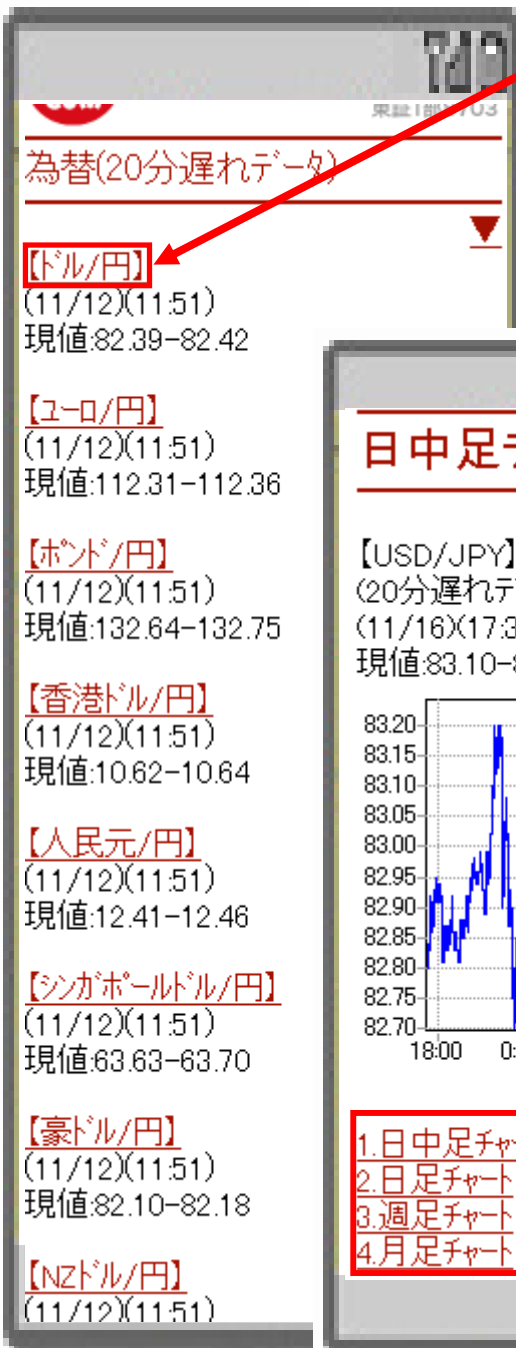 為替(20分遅れデータ)
▼
【ドル/円】
(11/12)(11:51)
現値:82.39-82.42
【ユーロ/円】
(11/12)(11:51)
現値:112.31-112.36
【ポンド/円】
(11/12)(11:51)
現値:132.64-132.75
【香港ドル/円】
(11/12)(11:51)
現値:10.62-10.64
【人民元/円】
(11/12)(11:51)
現値:12.41-12.46
【シンガポールドル/円】
(11/12)(11:51)
現値:63.63-63.70
【豪ドル/円】
(11/12)(11:51)
現値:82.10-82.18
【NZドル/円】
(11/12)(11:51)
日中足
【USD/JPY】
(20分遅れデ
(11/16)(17:3
現値:83.10-8
83.20
83.15
83.10
83.05
83.00
82.95
82.90
82.85
82.80
82.75
82.70
18:00 0:
1.日中足チャー
2.日足チャート
3.週足チャート
4.月足チャート